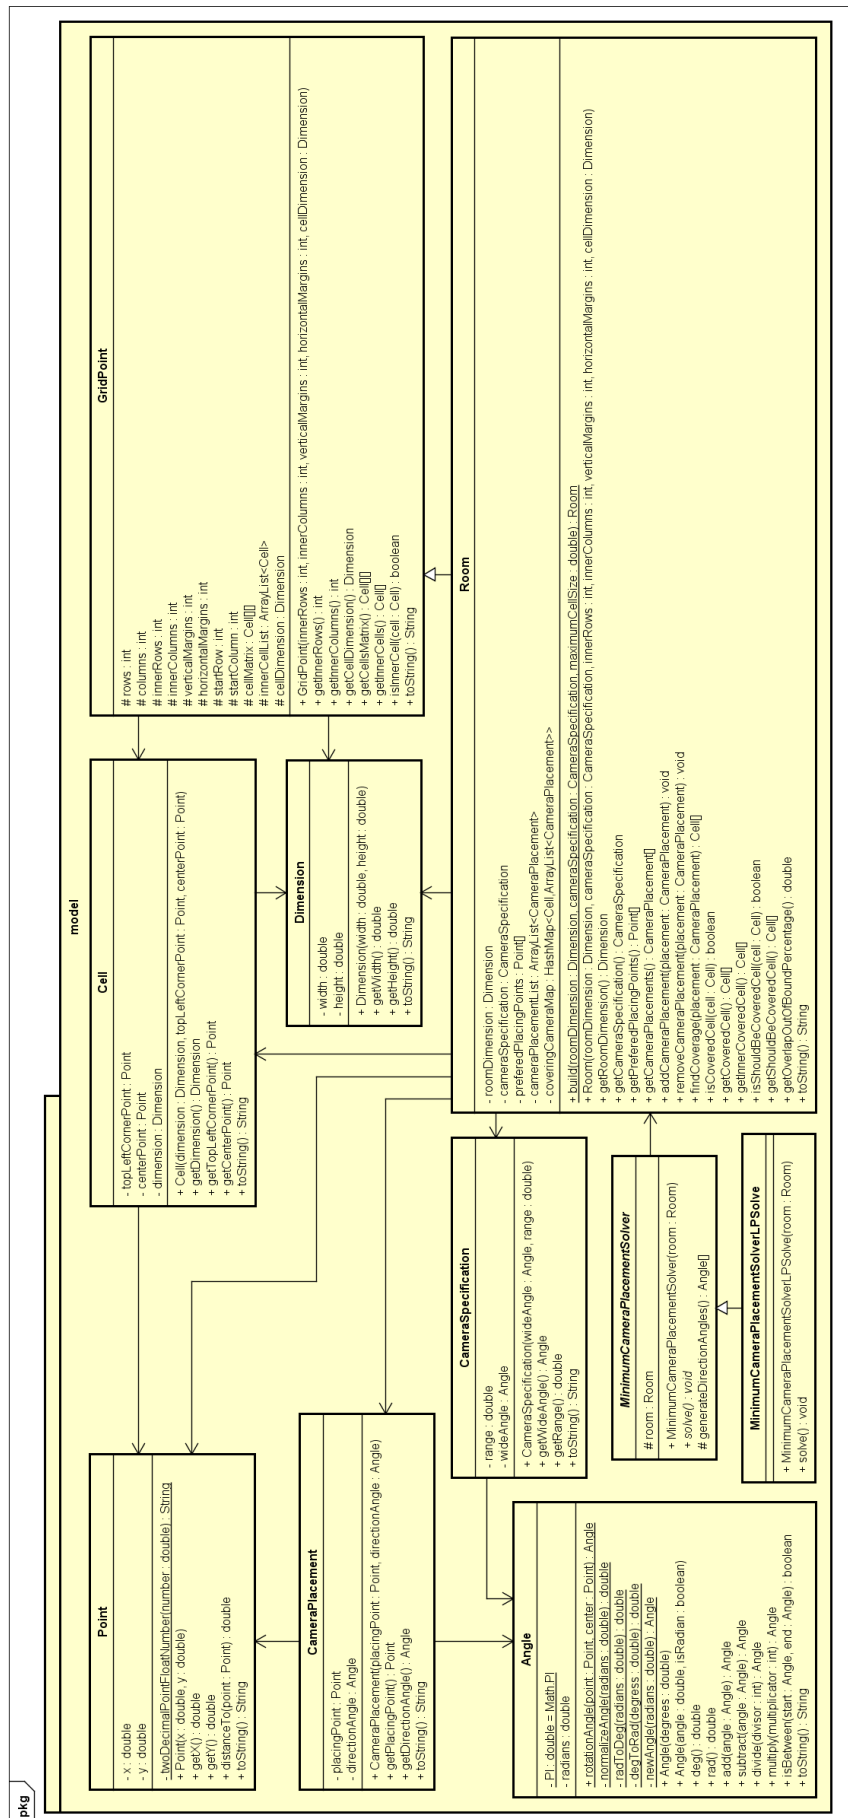 pkg
model
Point
- x : double
- y : double
- twoDecimalPointFloatNumber(number : double) : String
+ Point(x : double, y : double)
+ getX() : double
+ getY() : double
+ distanceTo(point : Point) : double
+ toString() : String
Cell
- topLeftCornerPoint : Point
- centerPoint : Point
- dimension : Dimension
+ Cell(dimension : Dimension, topLeftCornerPoint : Point, centerPoint : Point)
+ getDimension() : Dimension
+ getTopLeftCornerPoint() : Point
+ getCenterPoint() : Point
+ toString() : String
GridPoint
# rows : int
# columns : int
# innerRows : int
# innerColumns : int
# verticalMargins : int
# horizontalMargins : int
# startRow : int
# startColumn : int
# cellMatrix : Cell[][]
# innerCellList : ArrayList<Cell>
# cellDimension : Dimension
+ GridPoint(innerRows : int, innerColumns : int, verticalMargins : int, horizontalMargins : int, cellDimension : Dimension)
+ getInnerRows() : int
+ getInnerColumns() : int
+ getCellDimension() : Dimension
+ getCellsMatrix() : Cell[][]
+ getInnerCells() : Cell[]
+ isInnerCell(cell : Cell) : boolean
+ toString() : String
CameraPlacement
- placingPoint : Point
- directionAngle : Angle
+ CameraPlacement(placingPoint : Point, directionAngle : Angle)
+ getPlacingPoint() : Point
+ getDirectionAngle() : Angle
+ toString() : String
Dimension
- width : double
- height : double
+ Dimension(width : double, height : double)
+ getWidth() : double
+ getHeight() : double
+ toString() : String
CameraSpecification
- range : double
- wideAngle : Angle
+ CameraSpecification(wideAngle : Angle, range : double)
+ getWideAngle() : Angle
+ getRange() : double
+ toString() : String
Room
- roomDimension : Dimension
- cameraSpecification : CameraSpecification
- preferedPlacingPoints : Point[]
- cameraPlacementList : ArrayList<CameraPlacement>
- coveringCameraMap : HashMap<Cell,ArrayList<CameraPlacement>>
+ build(roomDimension : Dimension, cameraSpecification : CameraSpecification, maximumCellSize : double) : Room
+ Room(roomDimension : Dimension, cameraSpecification : CameraSpecification, innerRows : int, innerColumns : int, verticalMargins : int, horizontalMargins : int, cellDimension : Dimension)
+ getRoomDimension() : Dimension
+ getCameraSpecification() : CameraSpecification
+ getPreferedPlacingPoints() : Point[]
+ getCameraPlacements() : CameraPlacement[]
+ addCameraPlacement(placement : CameraPlacement) : void
+ removeCameraPlacement(placement : CameraPlacement) : void
+ findCoverage(placement : CameraPlacement) : Cell[]
+ isCoveredCell(cell : Cell) : boolean
+ getCoveredCell() : Cell[]
+ getInnerCoveredCell() : Cell[]
+ isShouldBeCoveredCell(cell : Cell) : boolean
+ getShouldBeCoveredCell() : Cell[]
+ getOverlapOutOfBoundPercentage() : double
+ toString() : String
Angle
- PI : double = Math.PI
- radians : double
+ rotationAngle(point : Point, center : Point) : Angle
- normalizeAngle(radians : double) : double
- radToDeg(radians : double) : double
- degToRad(degress : double) : double
- newAngle(radians : double) : Angle
+ Angle(degrees : double)
+ Angle(angle : double, isRadian : boolean)
+ deg() : double
+ rad() : double
+ add(angle : Angle) : Angle
+ subtract(angle : Angle) : Angle
+ divide(divisor : int) : Angle
+ multiply(multiplicator : int) : Angle
+ isBetween(start : Angle, end : Angle) : boolean
+ toString() : String
MinimumCameraPlacementSolver
# room : Room
+ MinimumCameraPlacementSolver(room : Room)
+ solve() : void
# generateDirectionAngles() : Angle[]
MinimumCameraPlacementSolverLPSolve
+ MinimumCameraPlacementSolverLPSolve(room : Room)
+ solve() : void